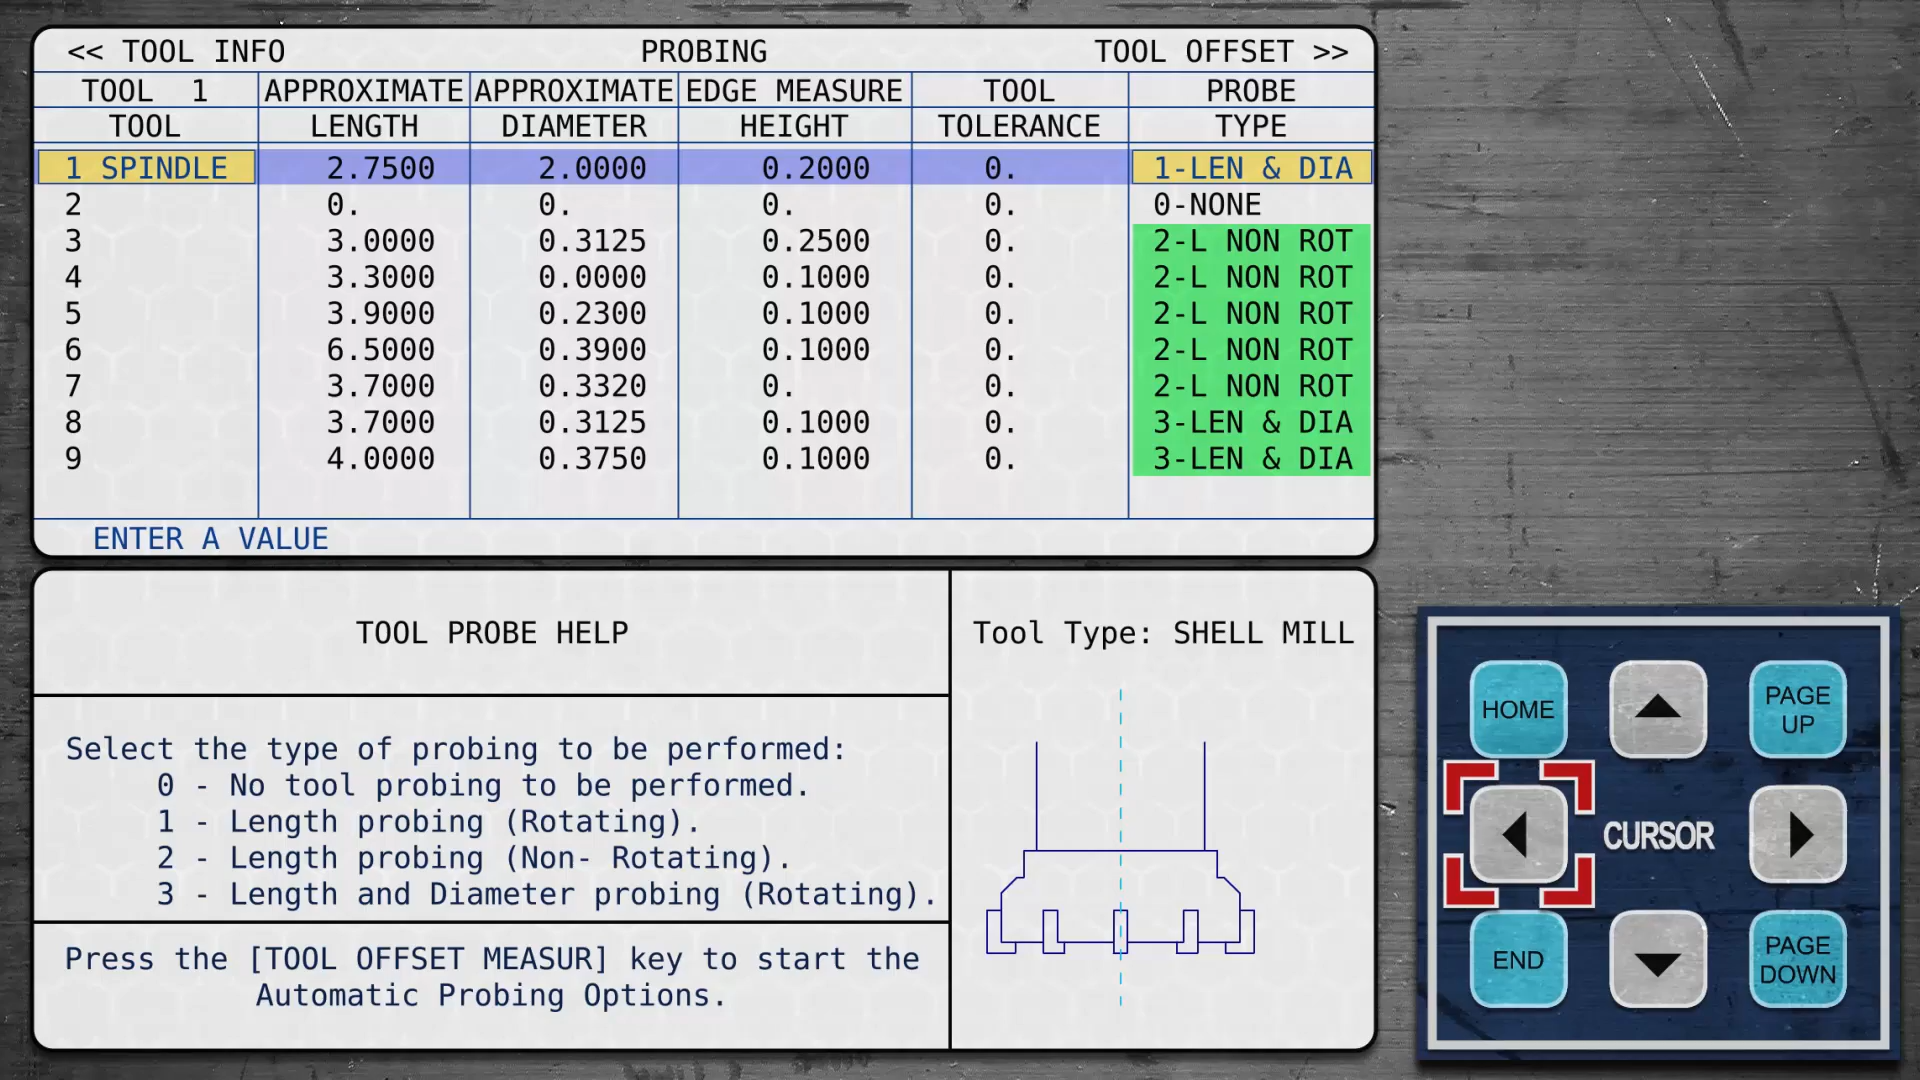 << TOOL INFO PROBING TOOL OFFSET >>
TOOL 1 APPROXIMATE APPROXIMATE EDGE MEASURE TOOL PROBE
TOOL LENGTH DIAMETER HEIGHT TOLERANCE TYPE
1 SPINDLE 2.7500 2.0000 0.2000 0. 1-LEN & DIA
2 0. 0. 0. 0. 0-NONE
3 3.0000 0.3125 0.2500 0. 2-L NON ROT
4 3.3000 0.0000 0.1000 0. 2-L NON ROT
5 3.9000 0.2300 0.1000 0. 2-L NON ROT
6 6.5000 0.3900 0.1000 0. 2-L NON ROT
7 3.7000 0.3320 0. 0. 2-L NON ROT
8 3.7000 0.3125 0.1000 0. 3-LEN & DIA
9 4.0000 0.3750 0.1000 0. 3-LEN & DIA
ENTER A VALUE
TOOL PROBE HELP
Select the type of probing to be performed:
0 - No tool probing to be performed.
1 - Length probing (Rotating).
2 - Length probing (Non- Rotating).
3 - Length and Diameter probing (Rotating).
Press the [TOOL OFFSET MEASUR] key to start the
Automatic Probing Options.
Tool Type: SHELL MILL
HOME
PAGE
UP
CURSOR
END
PAGE
DOWN